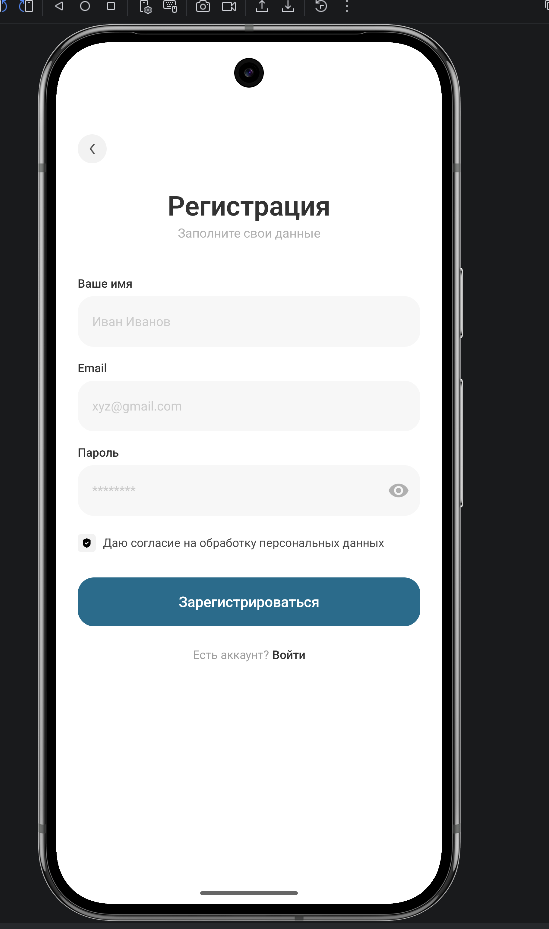 Регистрация
Заполните свои данные
Ваше имя
Иван Иванов
Email
xyz@gmail.com
Пароль
********
Даю согласие на обработку персональных данных
Зарегистрироваться
Есть аккаунт? Войти